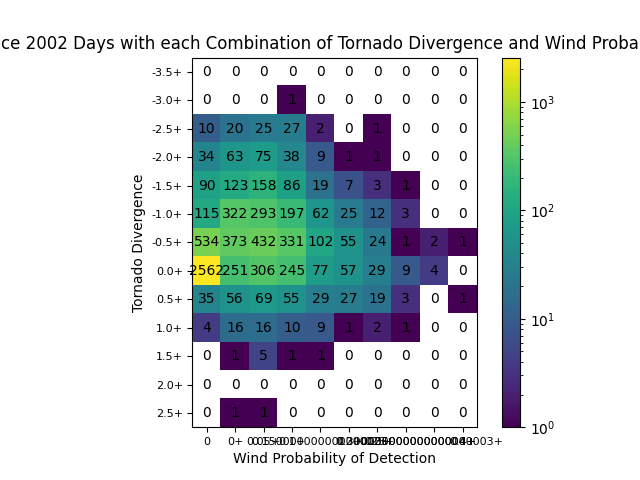 ce 2002 Days with each Combination of Tornado Divergence and Wind Proba
-3.5+ 0 0 0 0 0 0 0 0 0 0
-3.0+ 0 0 0 1 0 0 0 0 0 0
-2.5+ 10 20 25 27 2 0 1 0 0 0
-2.0+ 34 63 75 38 9 1 1 0 0 0
-1.5+ 90 123 158 86 19 7 3 1 0 0
-1.0+ 115 322 293 197 62 25 12 3 0 0
-0.5+ 534 373 432 331 102 55 24 1 2 1
0.0+ 2562 251 306 245 77 57 29 9 4 0
0.5+ 35 56 69 55 29 27 19 3 0 1
1.0+ 4 16 16 10 9 1 2 1 0 0
1.5+ 0 1 5 1 1 0 0 0 0 0
2.0+ 0 0 0 0 0 0 0 0 0 0
2.5+ 0 1 1 0 0 0 0 0 0 0
0 0+
Wind Probability of Detection
Tornado Divergence
10³
10²
10¹
10⁰